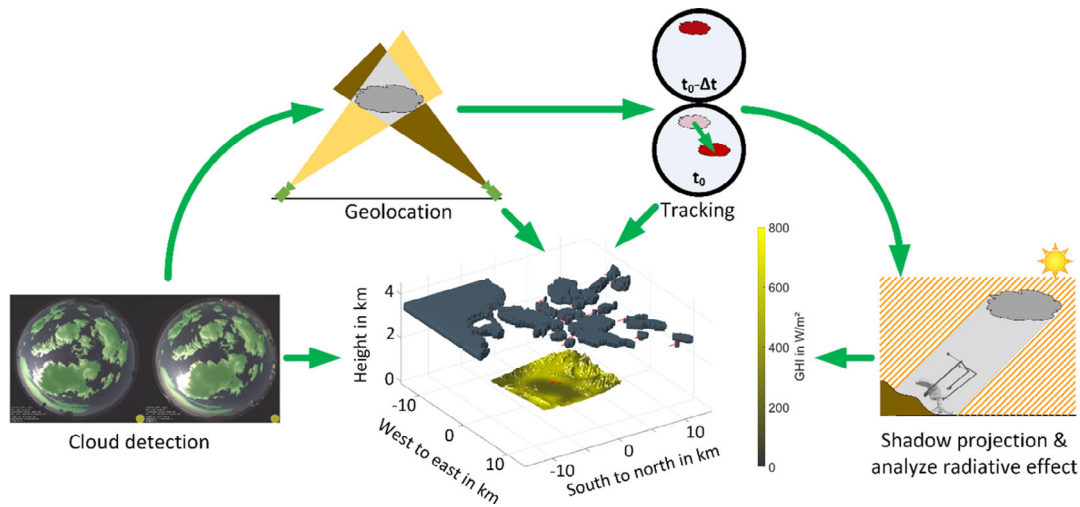 t₀-Δt
t₀
Geolocation
Tracking
800
600
400
200
0
GHI in W/m²
4
2
0
Height in km
-10
0
10
West to east in km
-10
0
10
South to north in km
Cloud detection
Shadow projection &
analyze radiative effect